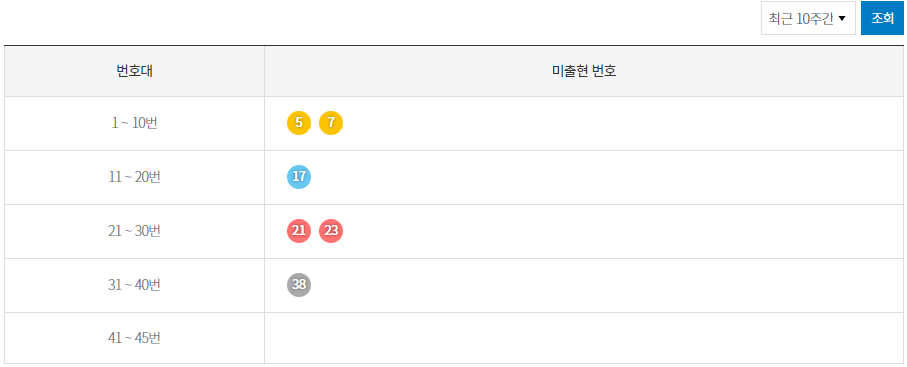 최근 10주간 조회
번호대 미출현 번호
1 ~ 10번 5 7
11 ~ 20번 17
21 ~ 30번 21 23
31 ~ 40번 38
41 ~ 45번